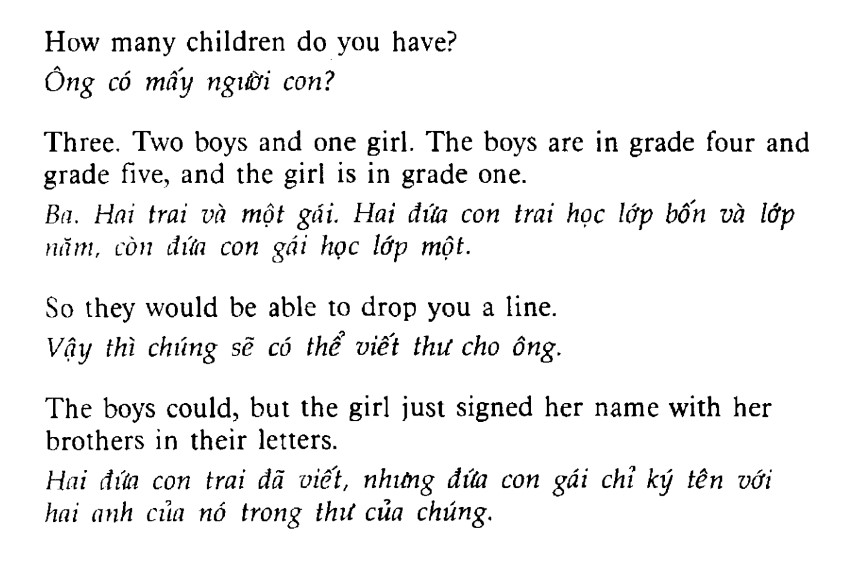 How many children do you have?
Ông có mấy người con?
Three. Two boys and one girl. The boys are in grade four and
grade five, and the girl is in grade one.
Ba. Hai trai và một gái. Hai đứa con trai học lớp bốn và lớp
năm, còn đứa con gái học lớp một.
So they would be able to drop you a line.
Vậy thì chúng sẽ có thể viết thư cho ông.
The boys could, but the girl just signed her name with her
brothers in their letters.
Hai đứa con trai đã viết, nhưng đứa con gái chỉ ký tên với
hai anh của nó trong thư của chúng.